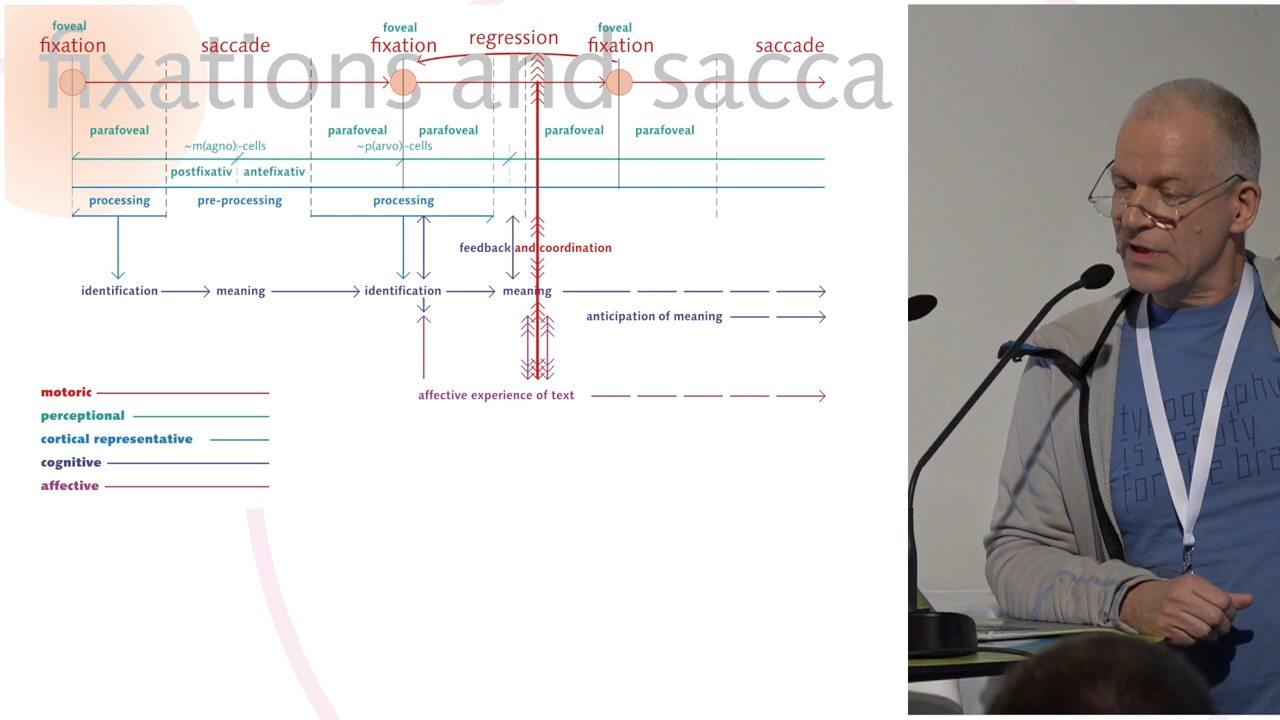 foveal foveal foveal
fixation saccade fixation regression fixation saccade
fixations and sacca
parafoveal parafoveal parafoveal parafoveal parafoveal
~m(agno)-cells ~p(arvo)-cells
postfixativ antefixativ
processing pre-processing processing
feedback and coordination
identification meaning identification meaning
anticipation of meaning
affective experience of text
motoric
perceptional
cortical representative
cognitive
affective
typography
is beauty
for the bra